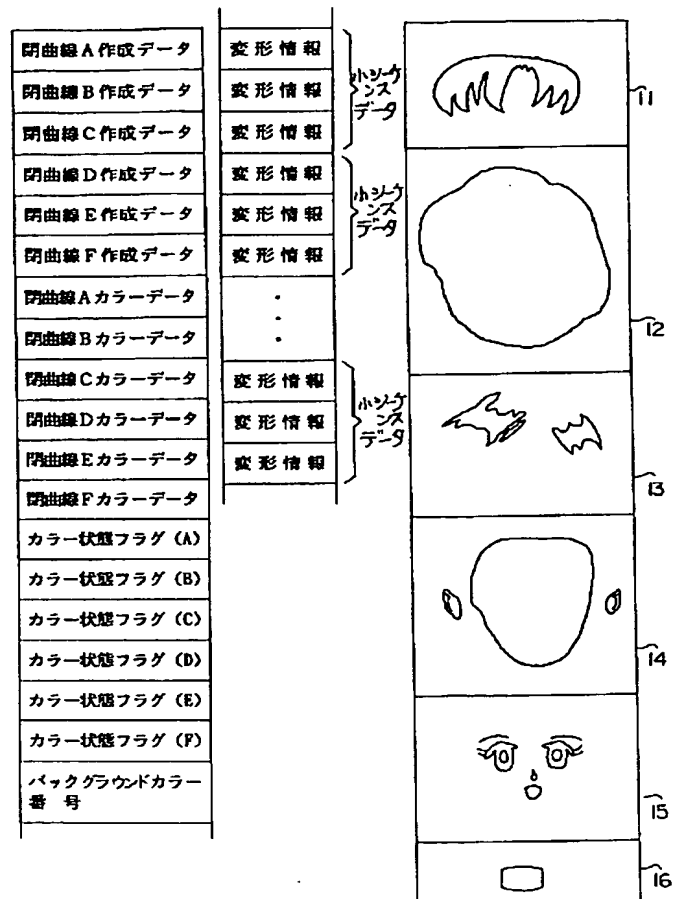 閉曲線A作成データ
閉曲線B作成データ
閉曲線C作成データ
閉曲線D作成データ
閉曲線E作成データ
閉曲線F作成データ
閉曲線Aカラーデータ
閉曲線Bカラーデータ
閉曲線Cカラーデータ
閉曲線Dカラーデータ
閉曲線Eカラーデータ
閉曲線Fカラーデータ
カラー状態フラグ (A)
カラー状態フラグ (B)
カラー状態フラグ (C)
カラー状態フラグ (D)
カラー状態フラグ (E)
カラー状態フラグ (F)
バックグラウンドカラー
番号
変形情報
変形情報
変形情報
変形情報
変形情報
変形情報
・
・
・
変形情報
変形情報
変形情報
小シーケ
ンス
データ
小シーケ
ンス
データ
小シーケ
ンス
データ
11
12
13
14
15
16